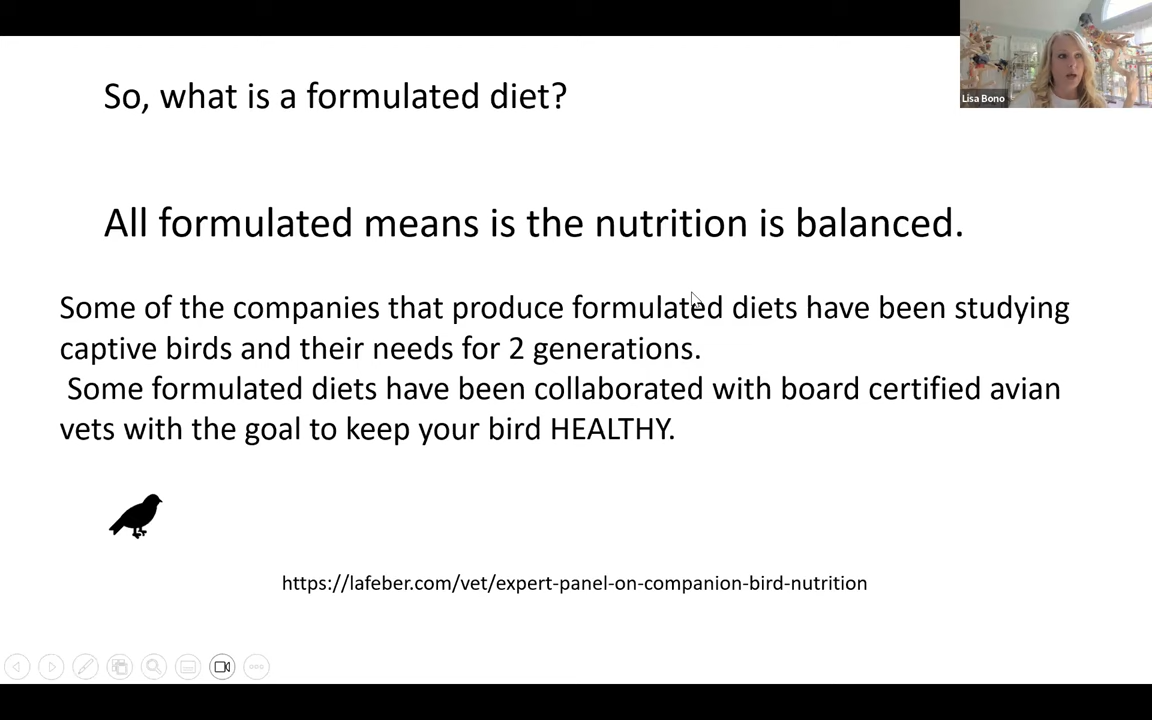 So, what is a formulated diet?
Lisa Bono
All formulated means is the nutrition is balanced.
Some of the companies that produce formulated diets have been studying
captive birds and their needs for 2 generations.
Some formulated diets have been collaborated with board certified avian
vets with the goal to keep your bird HEALTHY.
https://lafeber.com/vet/expert-panel-on-companion-bird-nutrition